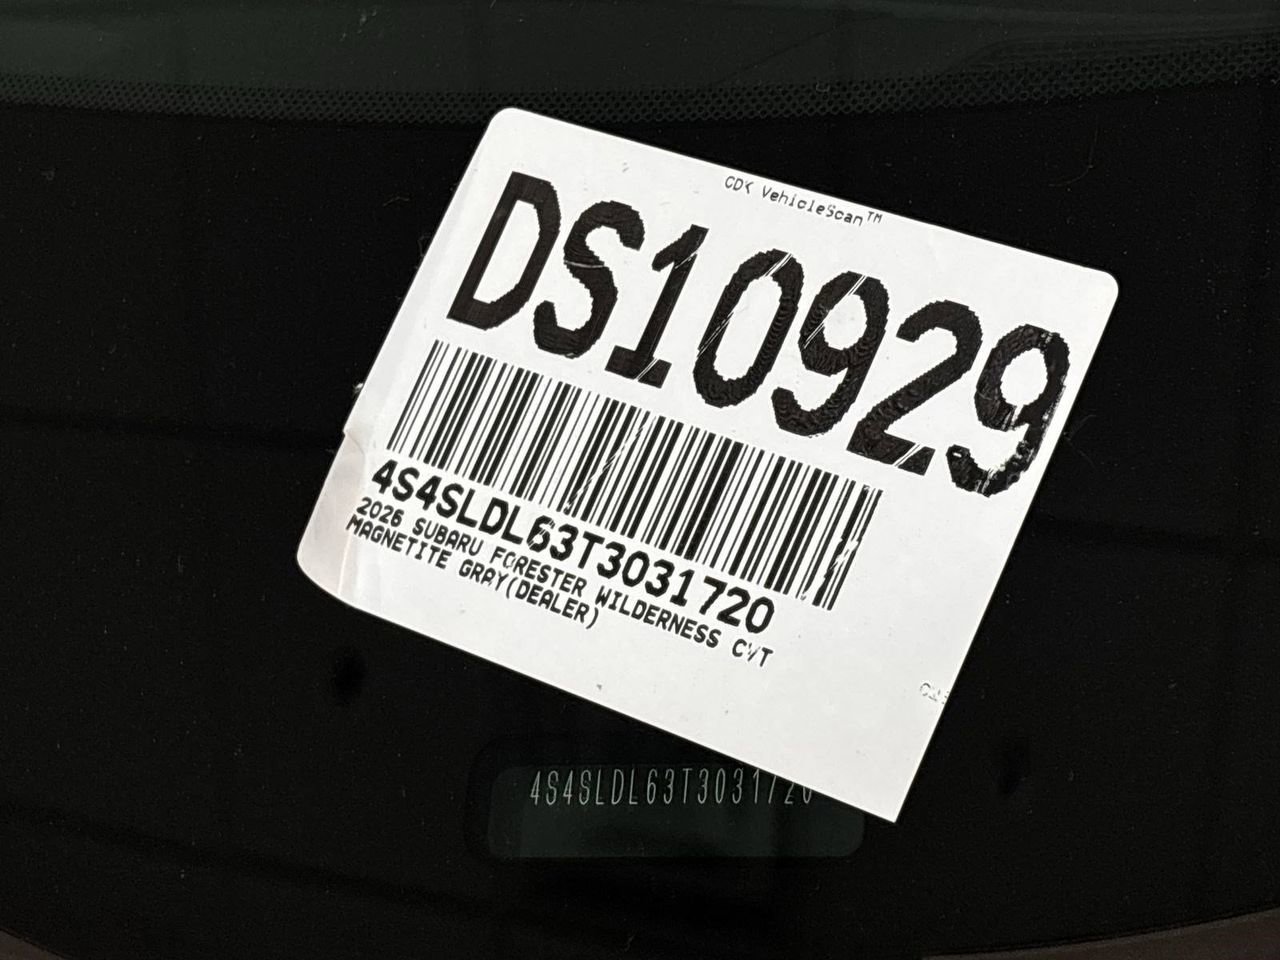 CDK VehicleScan™
DS10929
4S4SLDL63T3031720
2026 SUBARU FORESTER WILDERNESS CVT
MAGNETITE GRAY(DEALER)
4S4SLDL63T3031720